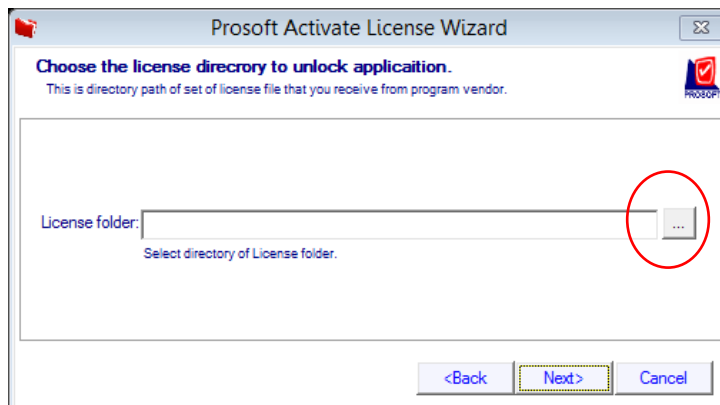 Prosoft Activate License Wizard
Choose the license direcrory to unlock applicaition.
This is directory path of set of license file that you receive from program vendor.
PROSOFT
License folder:
...
Select directory of License folder.
<Back
Next>
Cancel